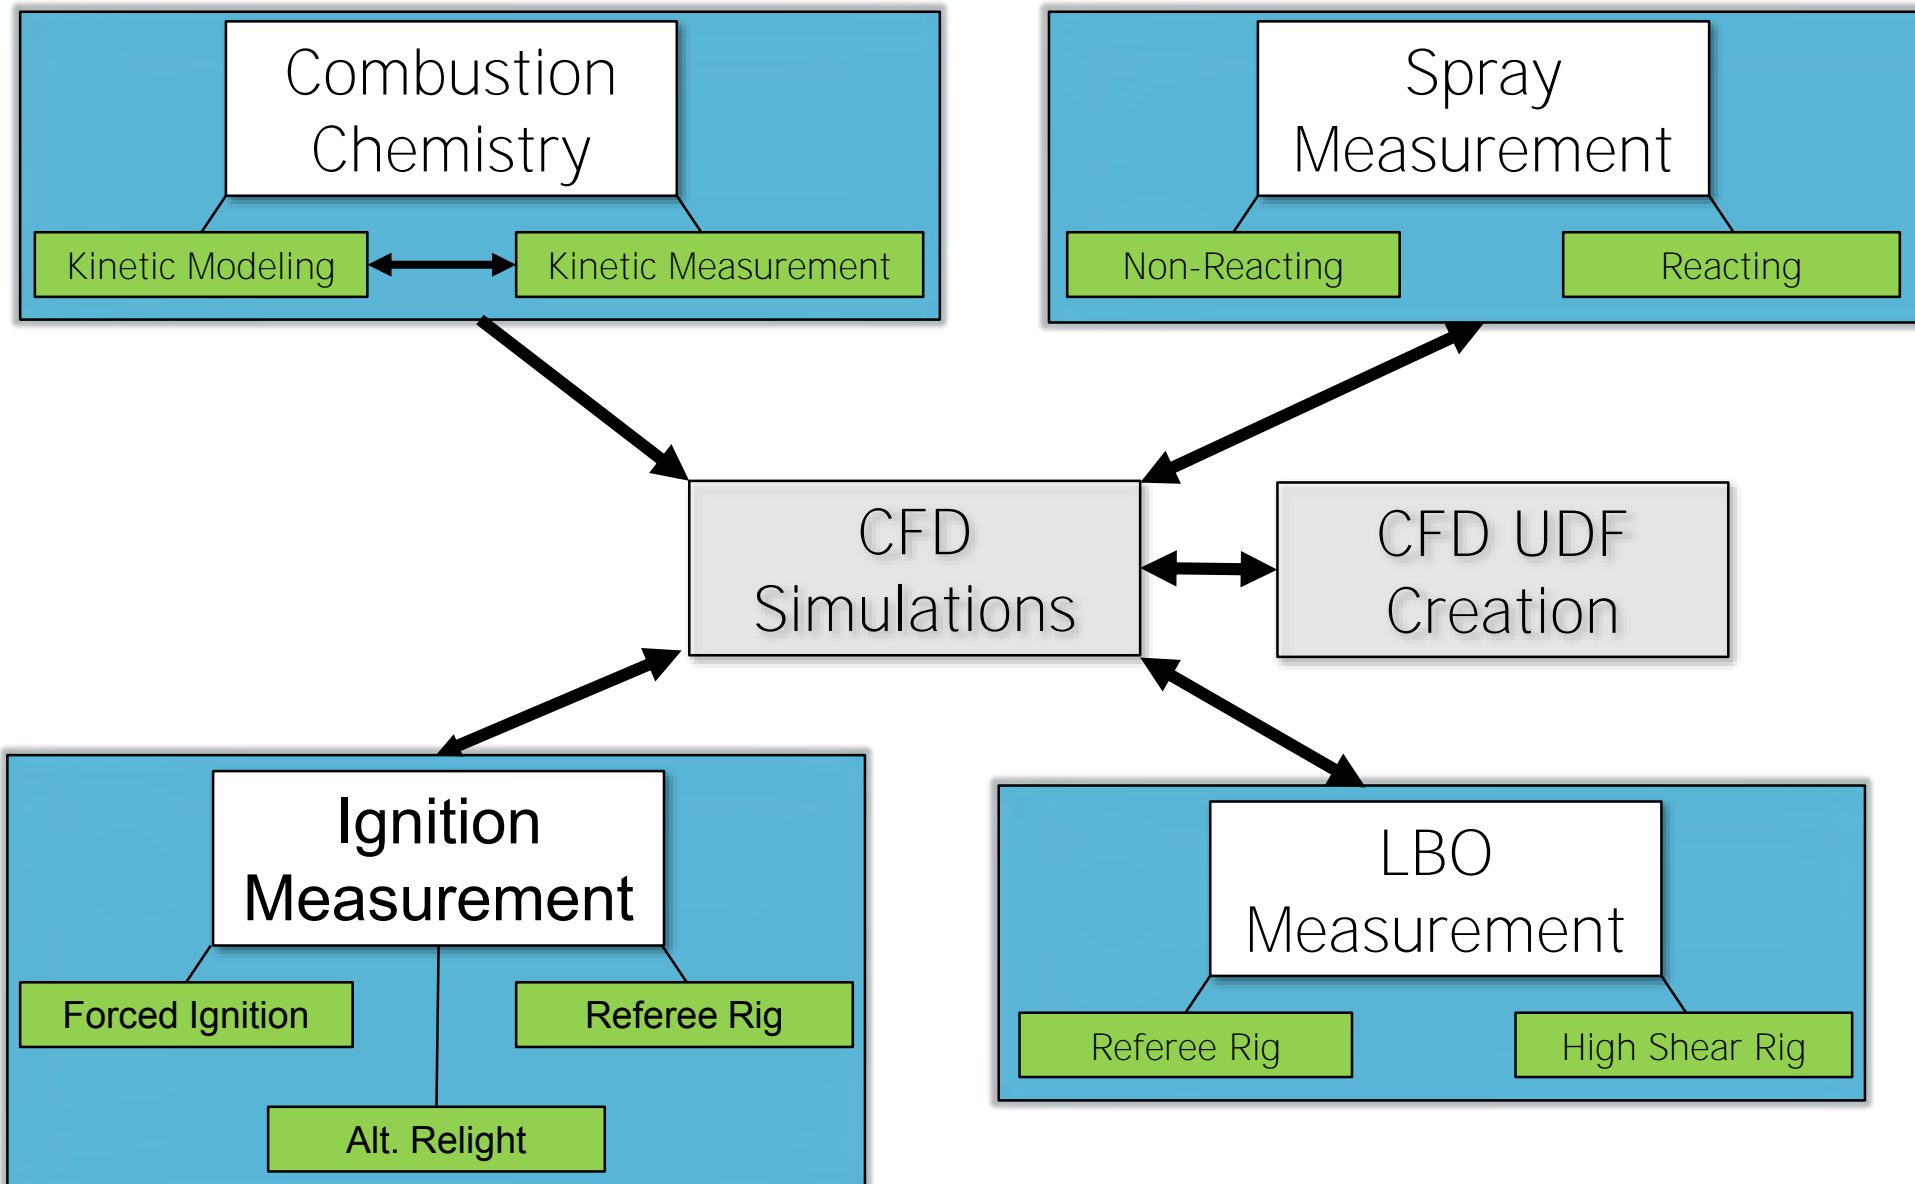 Combustion
Chemistry
Kinetic Modeling
Kinetic Measurement
Spray
Measurement
Non-Reacting
Reacting
CFD
Simulations
CFD UDF
Creation
Ignition
Measurement
Forced Ignition
Referee Rig
Alt. Relight
LBO
Measurement
Referee Rig
High Shear Rig